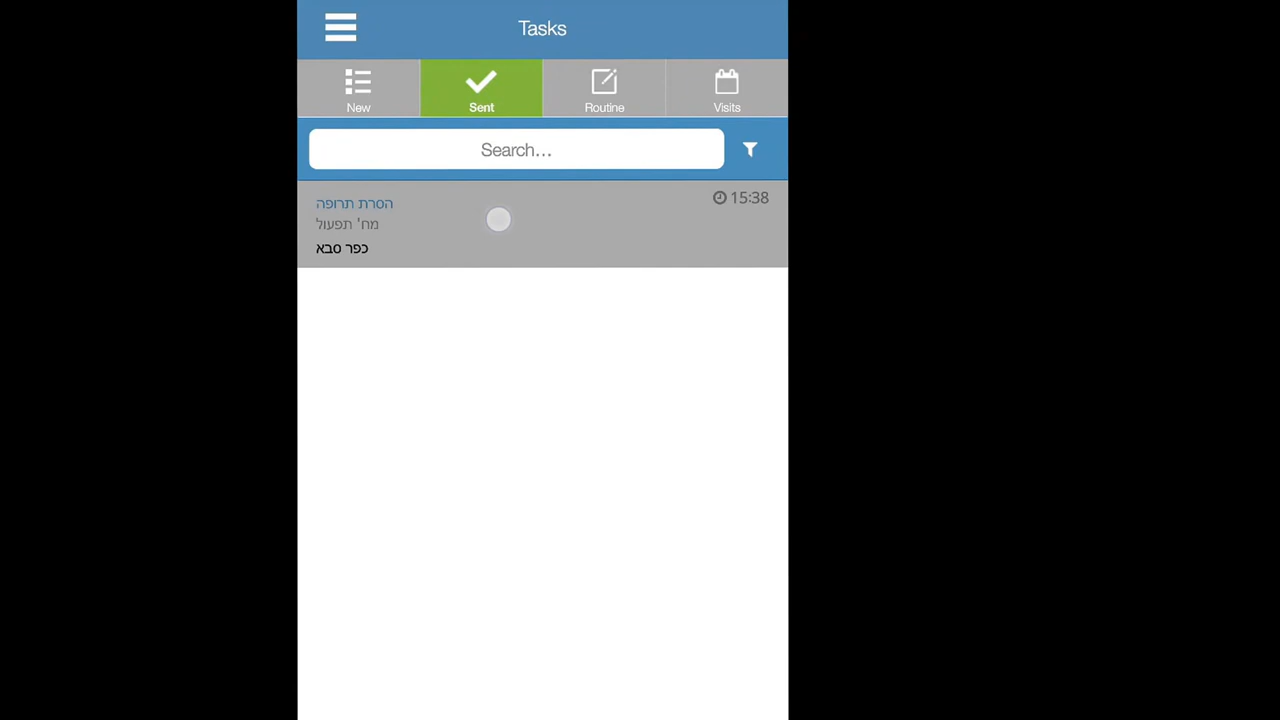 Tasks
New
Sent
Routine
Visits
Search...
הסרת תרופה
15:38
מח' תפעול
כפר סבא